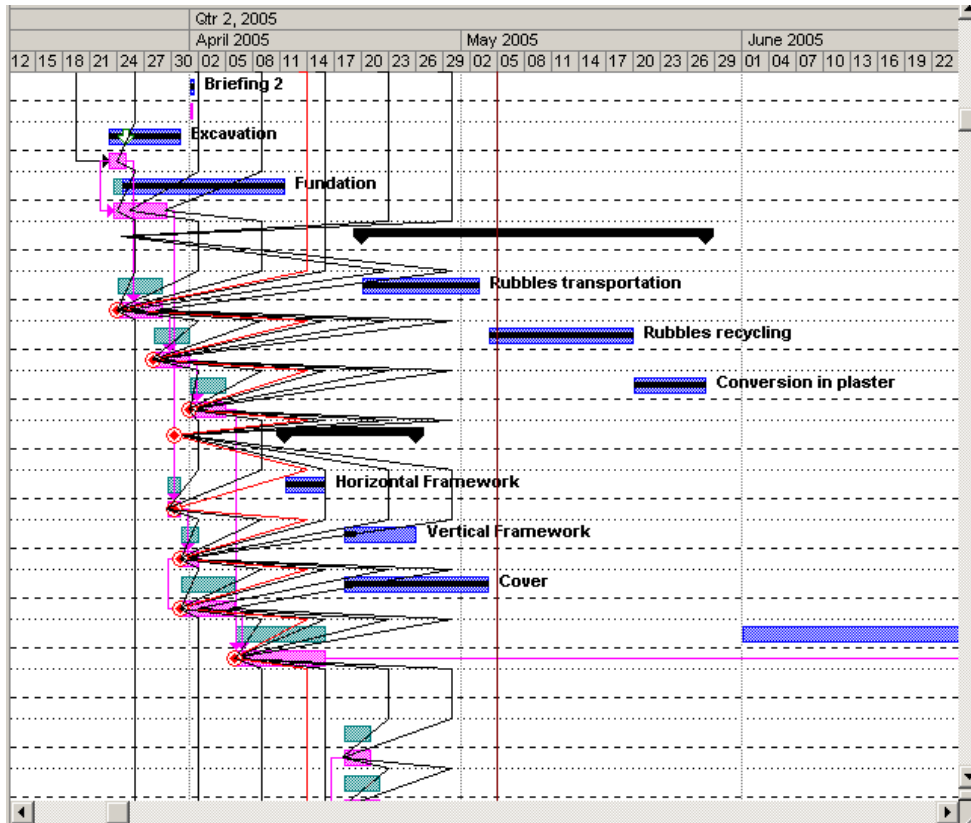 Qtr 2, 2005
April 2005 May 2005 June 2005
12 15 18 21 24 27 30 02 05 08 11 14 17 20 23 26 29 02 05 08 11 14 17 20 23 26 29 01 04 07 10 13 16 19 22
Briefing 2
Excavation
Fundation
Rubbles transportation
Rubbles recycling
Conversion in plaster
Horizontal Framework
Vertical Framework
Cover